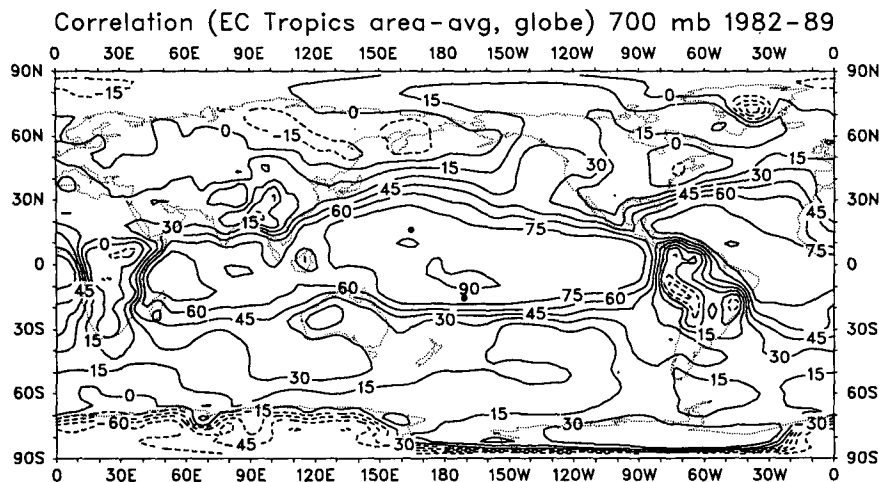 Correlation (EC Tropics area-avg, globe) 700 mb 1982-89
0 30E 60E 90E 120E 150E 180 150W 120W 90W 60W 30W 0
90N 90N
15 0 15 0
0 -15 15
60N 60N
0 15
30 15
45 30
30N 45 60 30N
30 15 60 75 45
0 75
0 0
45 90
60 60 75 60
30S 45 45 30 45 30S
15 30 15
30 15
15
60S 0 15 15 60S
60 30 30
45 30
90S 90S
0 30E 60E 90E 120E 150E 180 150W 120W 90W 60W 30W 0